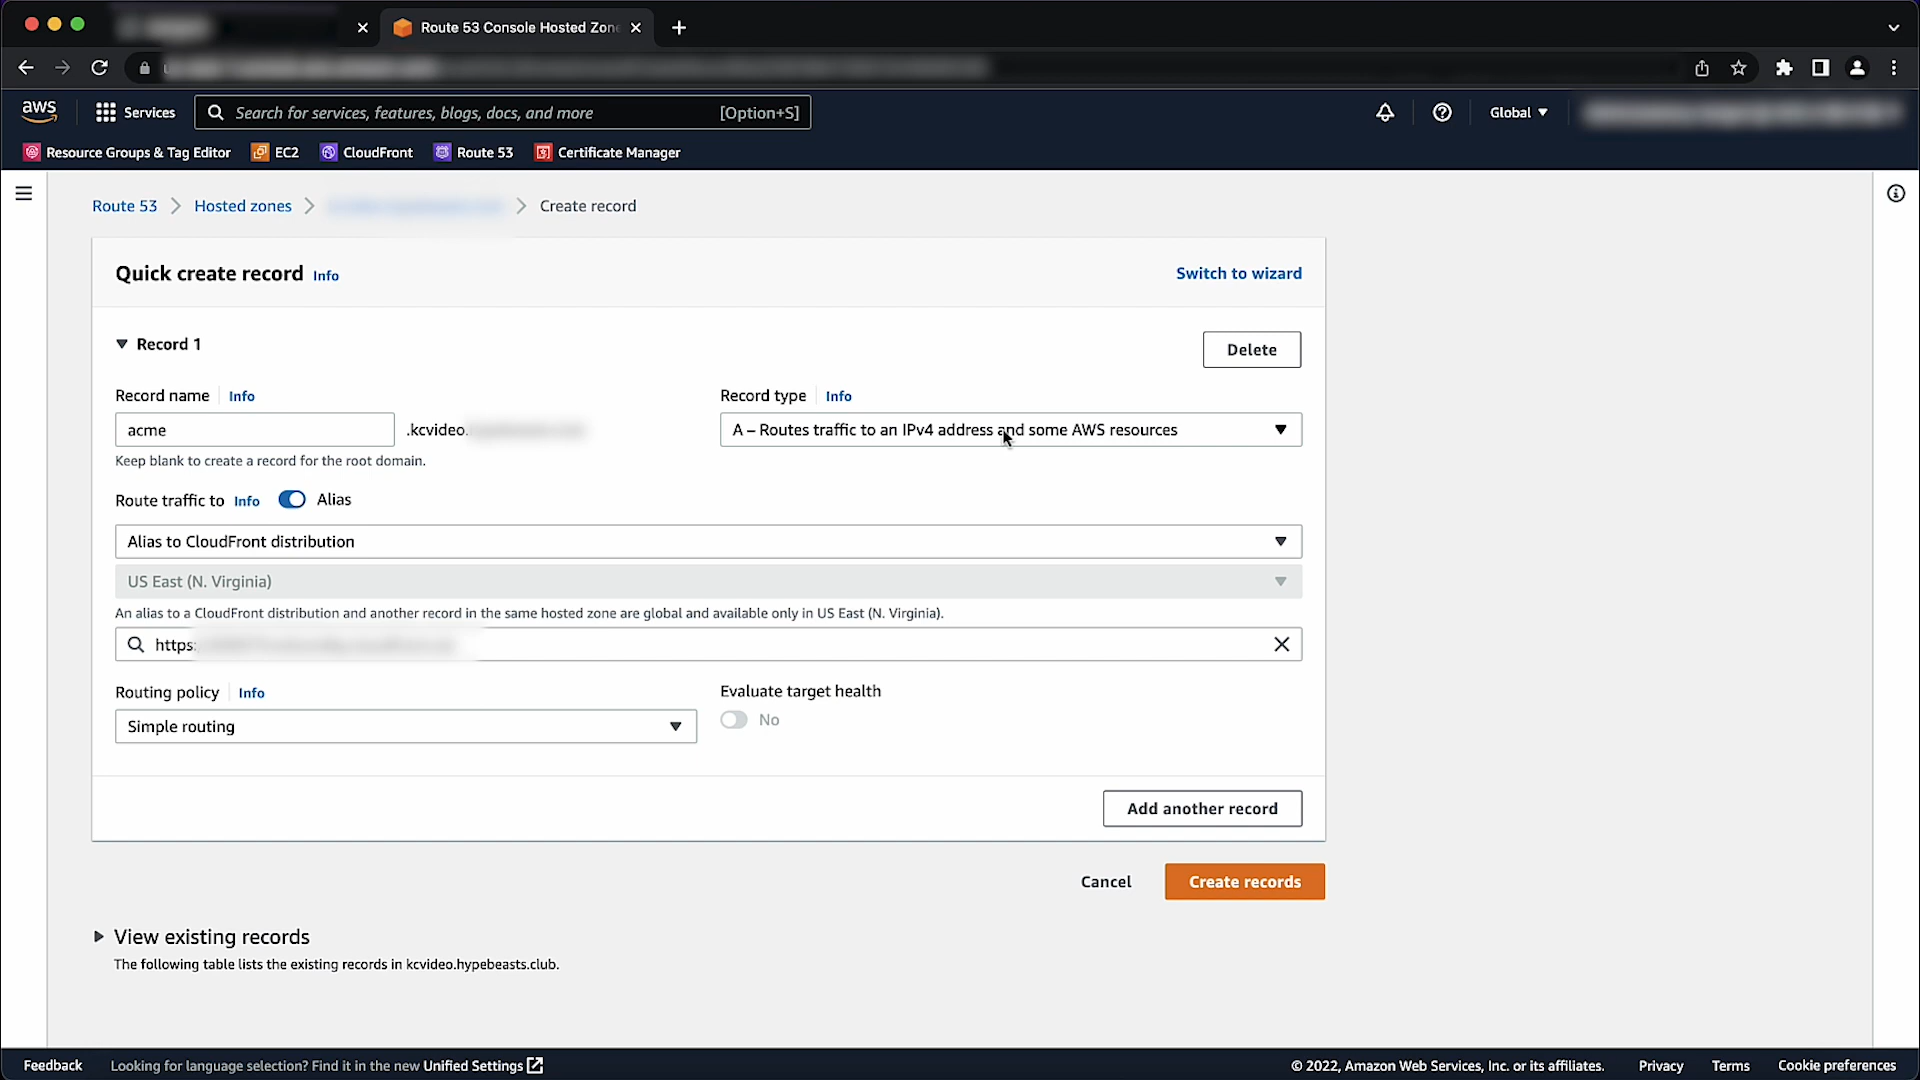 Route 53 Console Hosted Zon
aws
Services
Search for services, features, blogs, docs, and more
[Option+S]
Global
Resource Groups & Tag Editor
EC2
CloudFront
Route 53
Certificate Manager
Route 53
Hosted zones
Create record
Quick create record
Info
Switch to wizard
Record 1
Delete
Record name
Info
Record type
Info
acme
.kcvideo.
A – Routes traffic to an IPv4 address and some AWS resources
Keep blank to create a record for the root domain.
Route traffic to
Info
Alias
Alias to CloudFront distribution
US East (N. Virginia)
An alias to a CloudFront distribution and another record in the same hosted zone are global and available only in US East (N. Virginia).
https:
Routing policy
Info
Evaluate target health
Simple routing
No
Add another record
Cancel
Create records
View existing records
The following table lists the existing records in kcvideo.hypebeasts.club.
Feedback
Looking for language selection? Find it in the new Unified Settings
© 2022, Amazon Web Services, Inc. or its affiliates.
Privacy
Terms
Cookie preferences